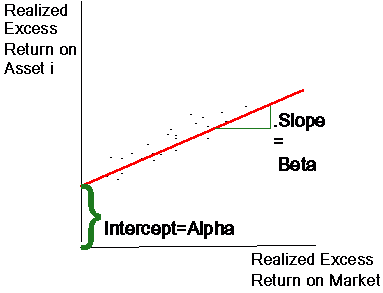 Realized
Excess
Return on
Asset i
.Slope
=
Beta
Intercept=Alpha
Realized Excess
Return on Market